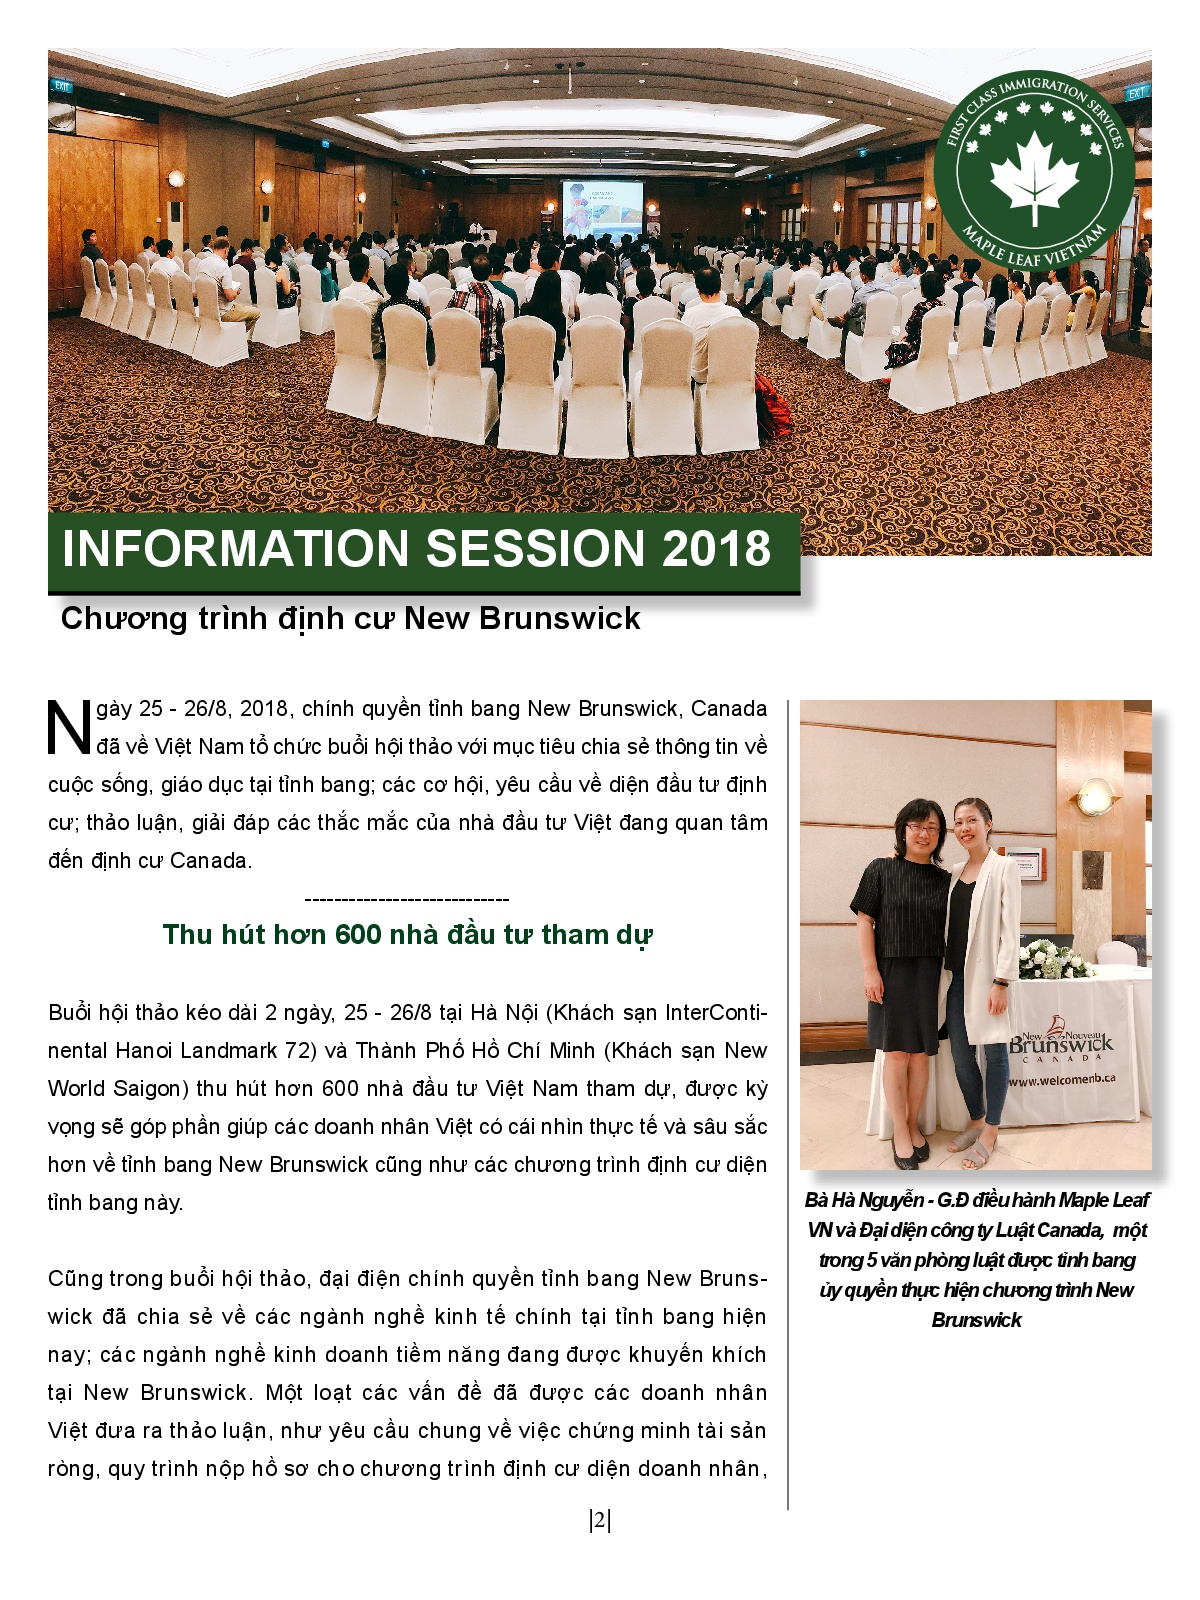 EXIT
EXIT
FIRST CLASS IMMIGRATION SERVICES
MAPLE LEAF VIETNAM
INFORMATION SESSION 2018
Chương trình định cư New Brunswick
Ngày 25 - 26/8, 2018, chính quyền tỉnh bang New Brunswick, Canada
đã về Việt Nam tổ chức buổi hội thảo với mục tiêu chia sẻ thông tin về
cuộc sống, giáo dục tại tỉnh bang; các cơ hội, yêu cầu về diện đầu tư định
cư; thảo luận, giải đáp các thắc mắc của nhà đầu tư Việt đang quan tâm
đến định cư Canada.
----------------------------
Thu hút hơn 600 nhà đầu tư tham dự
Buổi hội thảo kéo dài 2 ngày, 25 - 26/8 tại Hà Nội (Khách sạn InterConti-
nental Hanoi Landmark 72) và Thành Phố Hồ Chí Minh (Khách sạn New
World Saigon) thu hút hơn 600 nhà đầu tư Việt Nam tham dự, được kỳ
vọng sẽ góp phần giúp các doanh nhân Việt có cái nhìn thực tế và sâu sắc
hơn về tỉnh bang New Brunswick cũng như các chương trình định cư diện
tỉnh bang này.
Cũng trong buổi hội thảo, đại điện chính quyền tỉnh bang New Bruns-
wick đã chia sẻ về các ngành nghề kinh tế chính tại tỉnh bang hiện
nay; các ngành nghề kinh doanh tiềm năng đang được khuyến khích
tại New Brunswick. Một loạt các vấn đề đã được các doanh nhân
Việt đưa ra thảo luận, như yêu cầu chung về việc chứng minh tài sản
ròng, quy trình nộp hồ sơ cho chương trình định cư diện doanh nhân,
New Nouveau
Brunswick
CANADA
www.welcomenb.ca
Bà Hà Nguyễn - G.Đ điều hành Maple Leaf
VN và Đại diện công ty Luật Canada, một
trong 5 văn phòng luật được tỉnh bang
ủy quyền thực hiện chương trình New
Brunswick
|2|